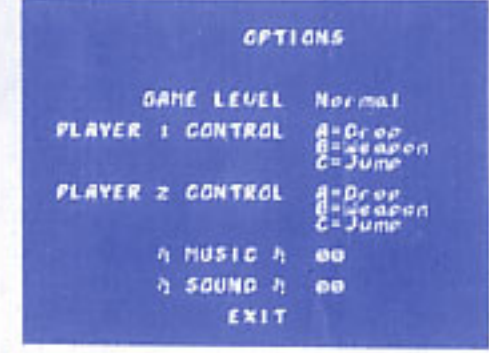 OPTIONS
GAME LEVEL Normal
PLAYER 1 CONTROL A=Drop
B=Weapon
C=Jump
PLAYER 2 CONTROL A=Drop
B=Weapon
C=Jump
♫ MUSIC ♫ 00
♫ SOUND ♫ 00
EXIT